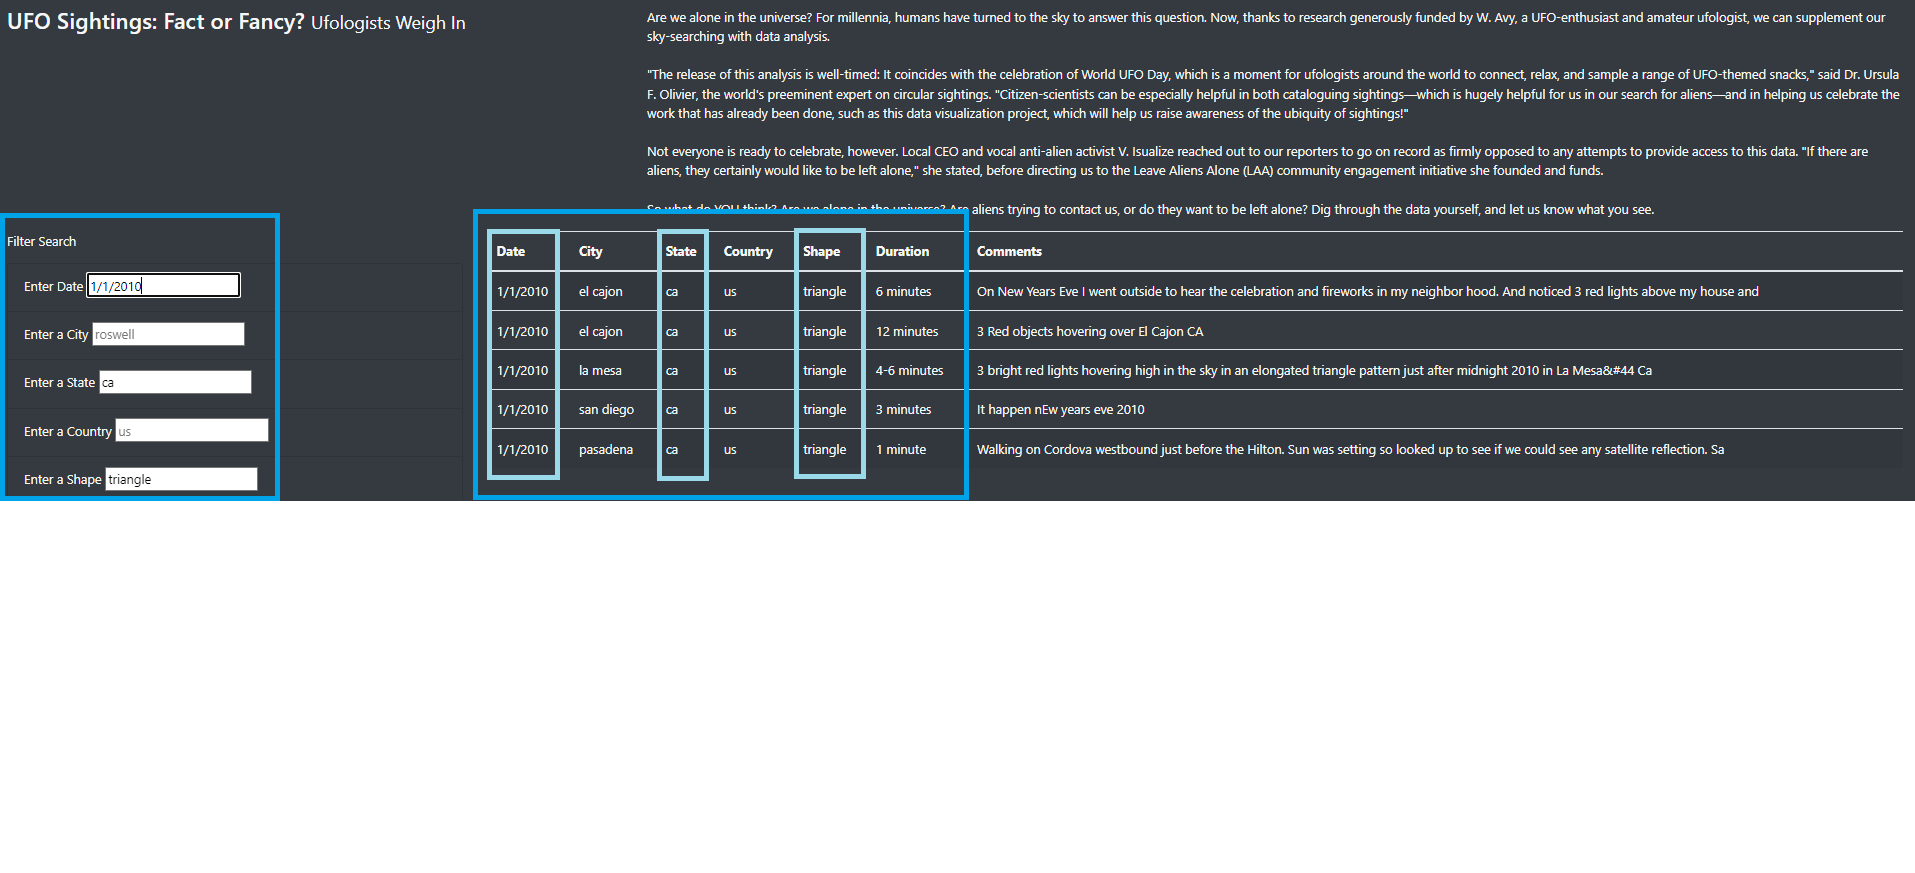 UFO Sightings: Fact or Fancy? Ufologists Weigh In
Are we alone in the universe? For millennia, humans have turned to the sky to answer this question. Now, thanks to research generously funded by W. Avy, a UFO-enthusiast and amateur ufologist, we can supplement our
sky-searching with data analysis.
"The release of this analysis is well-timed: It coincides with the celebration of World UFO Day, which is a moment for ufologists around the world to connect, relax, and sample a range of UFO-themed snacks," said Dr. Ursula
F. Olivier, the world's preeminent expert on circular sightings. "Citizen-scientists can be especially helpful in both cataloguing sightings—which is hugely helpful for us in our search for aliens—and in helping us celebrate the
work that has already been done, such as this data visualization project, which will help us raise awareness of the ubiquity of sightings!"
Not everyone is ready to celebrate, however. Local CEO and vocal anti-alien activist V. Isualize reached out to our reporters to go on record as firmly opposed to any attempts to provide access to this data. "If there are
aliens, they certainly would like to be left alone," she stated, before directing us to the Leave Aliens Alone (LAA) community engagement initiative she founded and funds.
So what do YOU think? Are we alone in the universe? Are aliens trying to contact us, or do they want to be left alone? Dig through the data yourself, and let us know what you see.
Filter Search
Enter Date 1/1/2010
Enter a City roswell
Enter a State ca
Enter a Country us
Enter a Shape triangle
Date City State Country Shape Duration Comments
1/1/2010 el cajon ca us triangle 6 minutes On New Years Eve I went outside to hear the celebration and fireworks in my neighbor hood. And noticed 3 red lights above my house and
1/1/2010 el cajon ca us triangle 12 minutes 3 Red objects hovering over El Cajon CA
1/1/2010 la mesa ca us triangle 4-6 minutes 3 bright red lights hovering high in the sky in an elongated triangle pattern just after midnight 2010 in La Mesa&#44 Ca
1/1/2010 san diego ca us triangle 3 minutes It happen nEw years eve 2010
1/1/2010 pasadena ca us triangle 1 minute Walking on Cordova westbound just before the Hilton. Sun was setting so looked up to see if we could see any satellite reflection. Sa